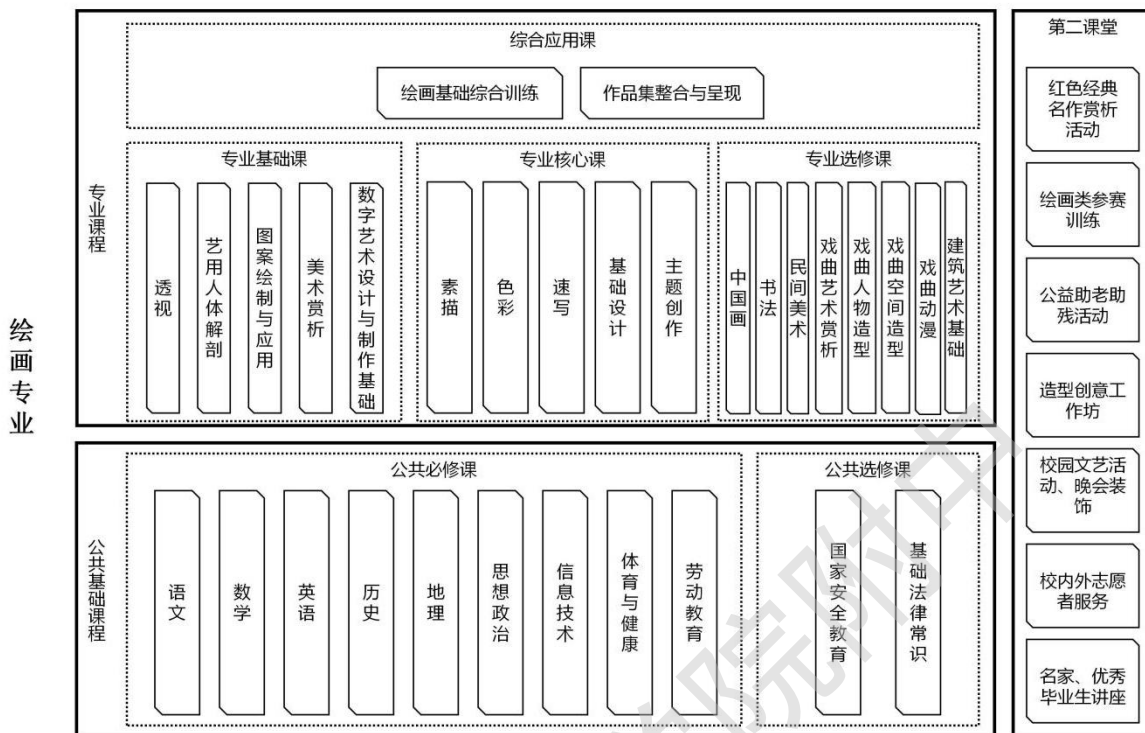 绘画专业
专业课程
综合应用课
绘画基础综合训练
作品集整合与呈现
专业基础课
透视
艺用人体解剖
图案绘制与应用
美术赏析
数字艺术设计与制作基础
专业核心课
素描
色彩
速写
基础设计
主题创作
专业选修课
中国画
书法
民间美术
戏曲艺术赏析
戏曲人物造型
戏曲空间造型
戏曲动漫
建筑艺术基础
公共基础课程
公共必修课
语文
数学
英语
历史
地理
思想政治
信息技术
体育与健康
劳动教育
公共选修课
国家安全教育
基础法律常识
第二课堂
红色经典
名作赏析
活动
绘画类参赛
训练
公益助老助
残活动
造型创意工
作坊
校园文艺活
动、晚会装
饰
校内外志愿
者服务
名家、优秀
毕业生讲座
院附中